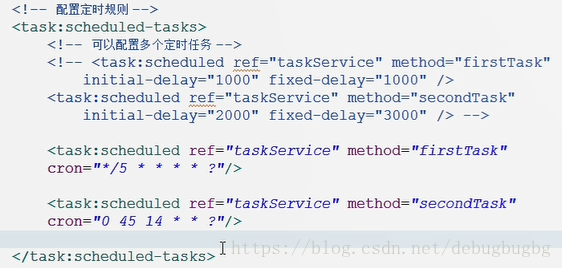 <!-- 配置定时规则 -->
<task:scheduled-tasks>
<!-- 可以配置多个定时任务 -->
<!-- <task:scheduled ref="taskService" method="firstTask"
initial-delay="1000" fixed-delay="1000" />
<task:scheduled ref="taskService" method="secondTask"
initial-delay="2000" fixed-delay="3000" /> -->
<task:scheduled ref="taskService" method="firstTask"
cron="*/5 * * * * ?"/>
<task:scheduled ref="taskService" method="secondTask"
cron="0 45 14 * * ?"/>
https://blog.csdn.net/debugbugbg
</task:scheduled-tasks>